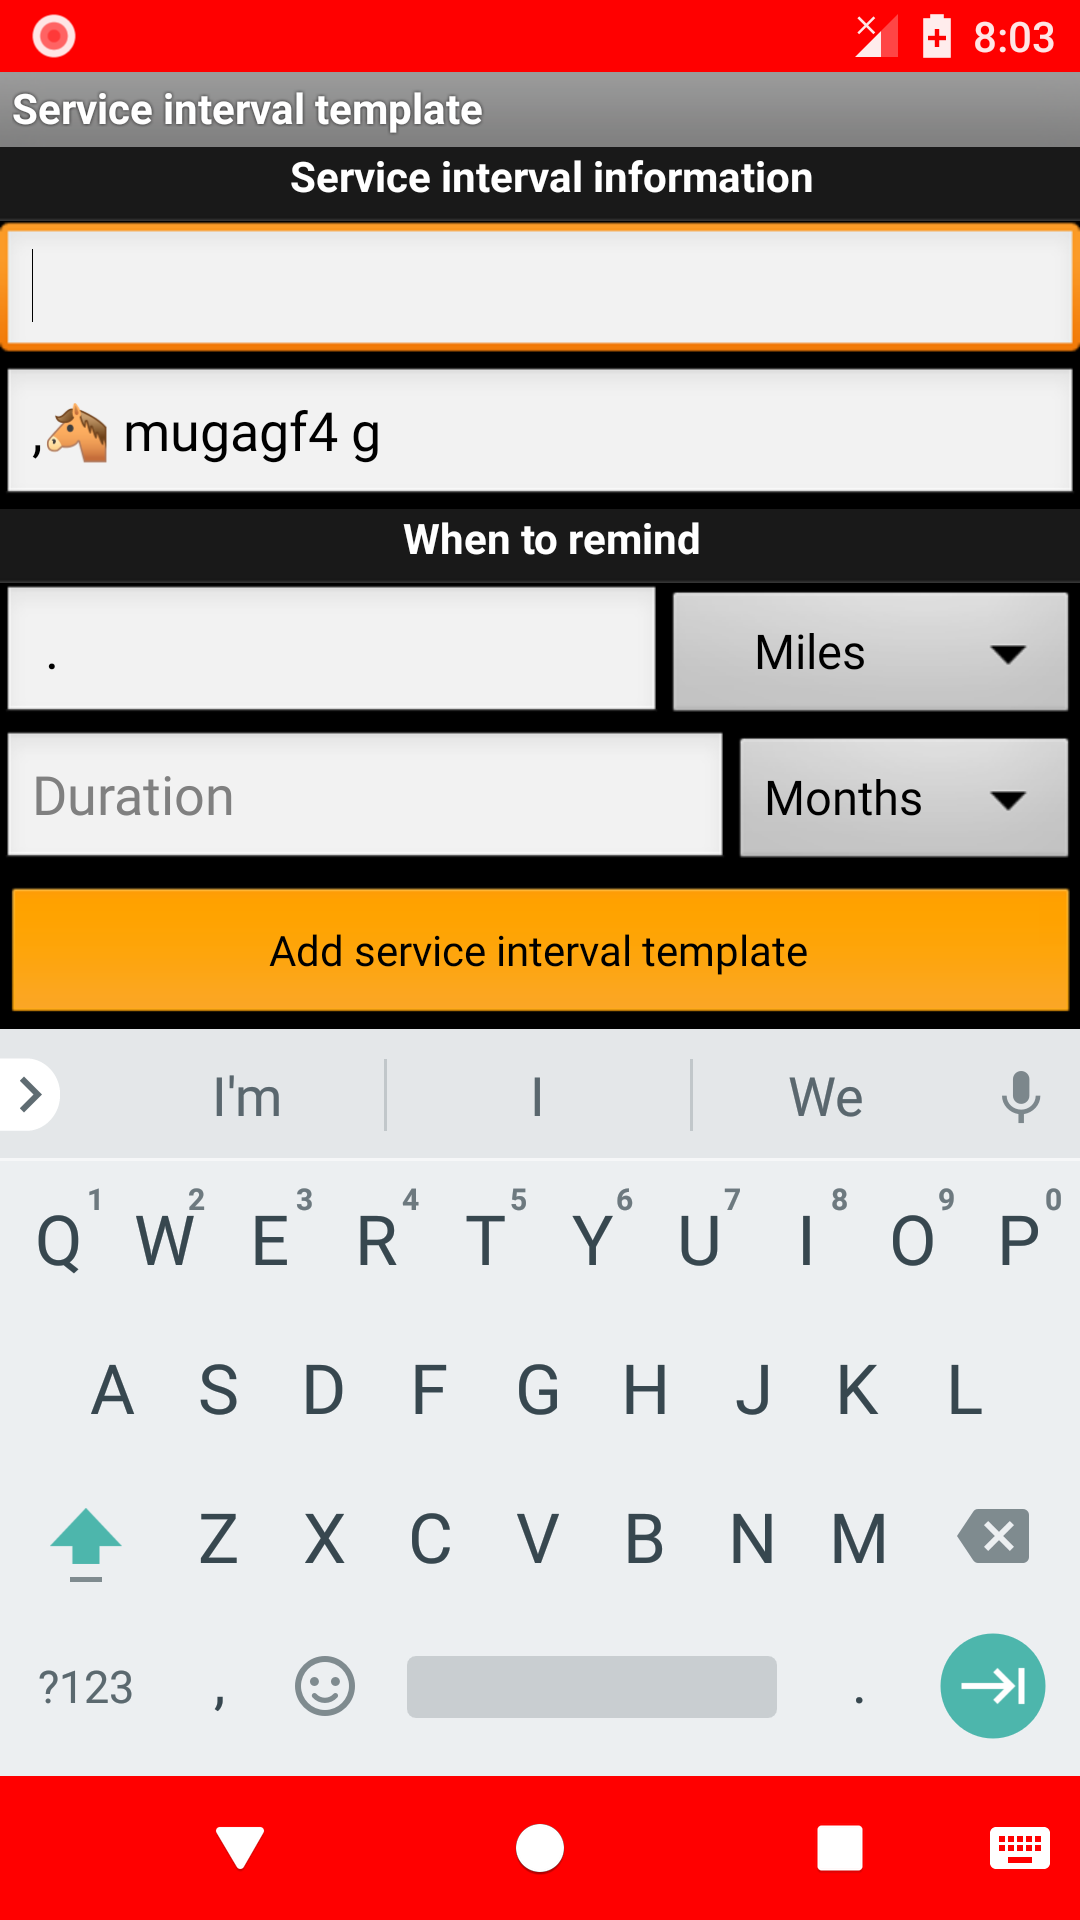 8:03
Service interval template
Service interval information
,🐴 mugagf4 g
When to remind
. Miles
Duration Months
Add service interval template
I'm I We
1 2 3 4 5 6 7 8 9 0
Q W E R T Y U I O P
A S D F G H J K L
Z X C V B N M
?123 , .